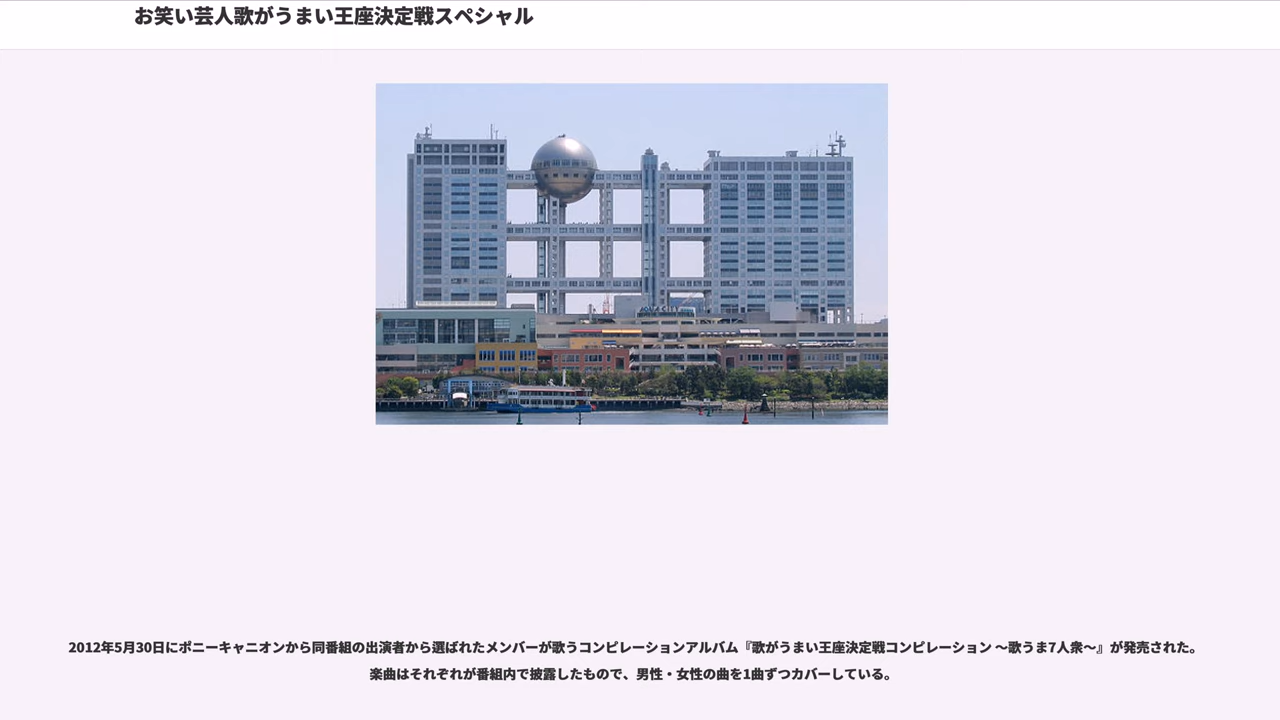 お笑い芸人歌がうまい王座決定戦スペシャル
2012年5月30日にポニーキャニオンから同番組の出演者から選ばれたメンバーが歌うコンピレーションアルバム『歌がうまい王座決定戦コンピレーション 〜歌うま7人衆〜』が発売された。
楽曲はそれぞれが番組内で披露したもので、男性・女性の曲を1曲ずつカバーしている。